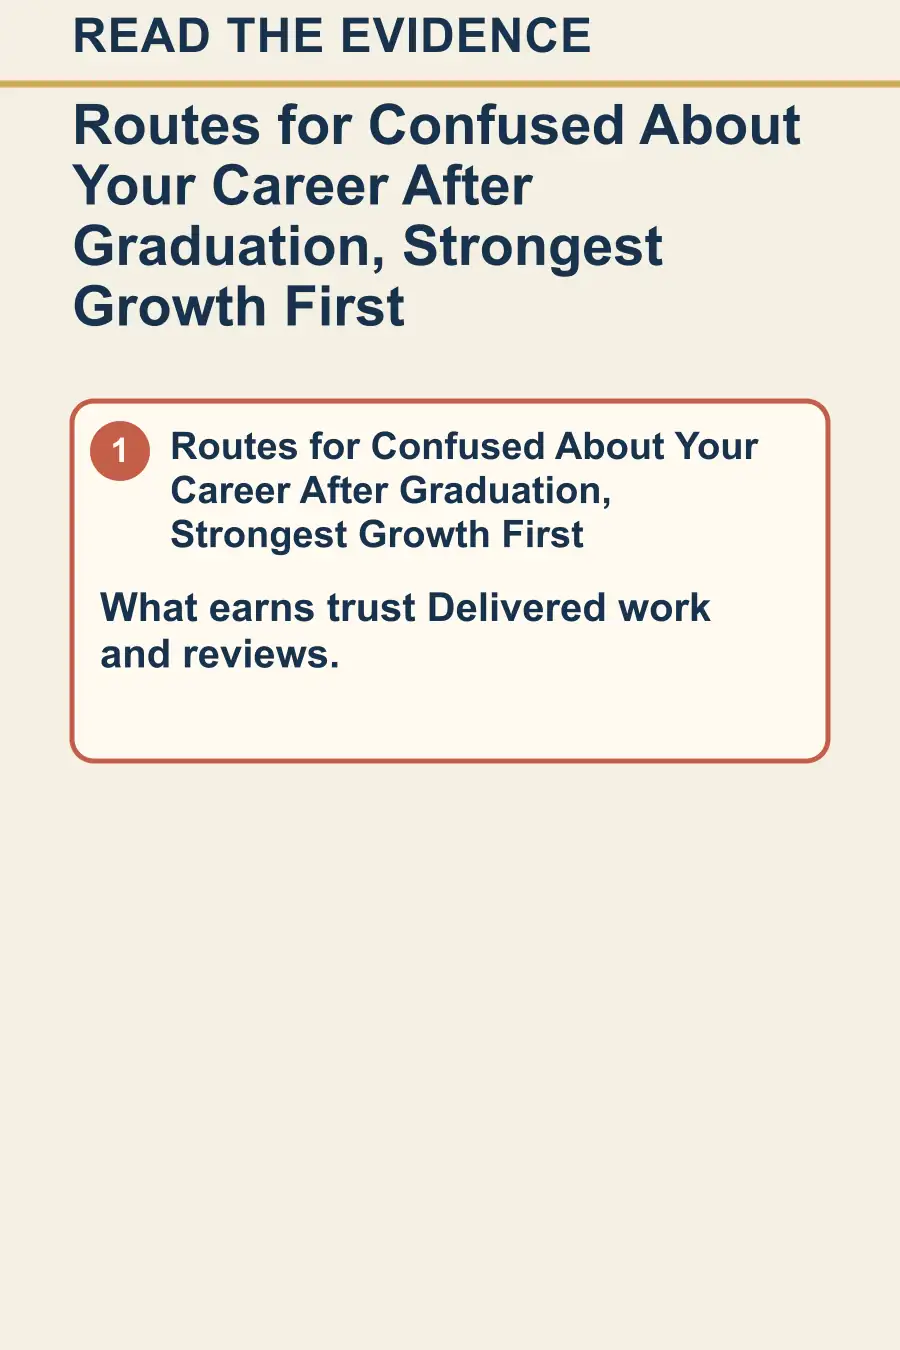 READ THE EVIDENCE
Routes for Confused About
Your Career After
Graduation, Strongest
Growth First
1
Routes for Confused About Your
Career After Graduation,
Strongest Growth First
What earns trust Delivered work
and reviews.